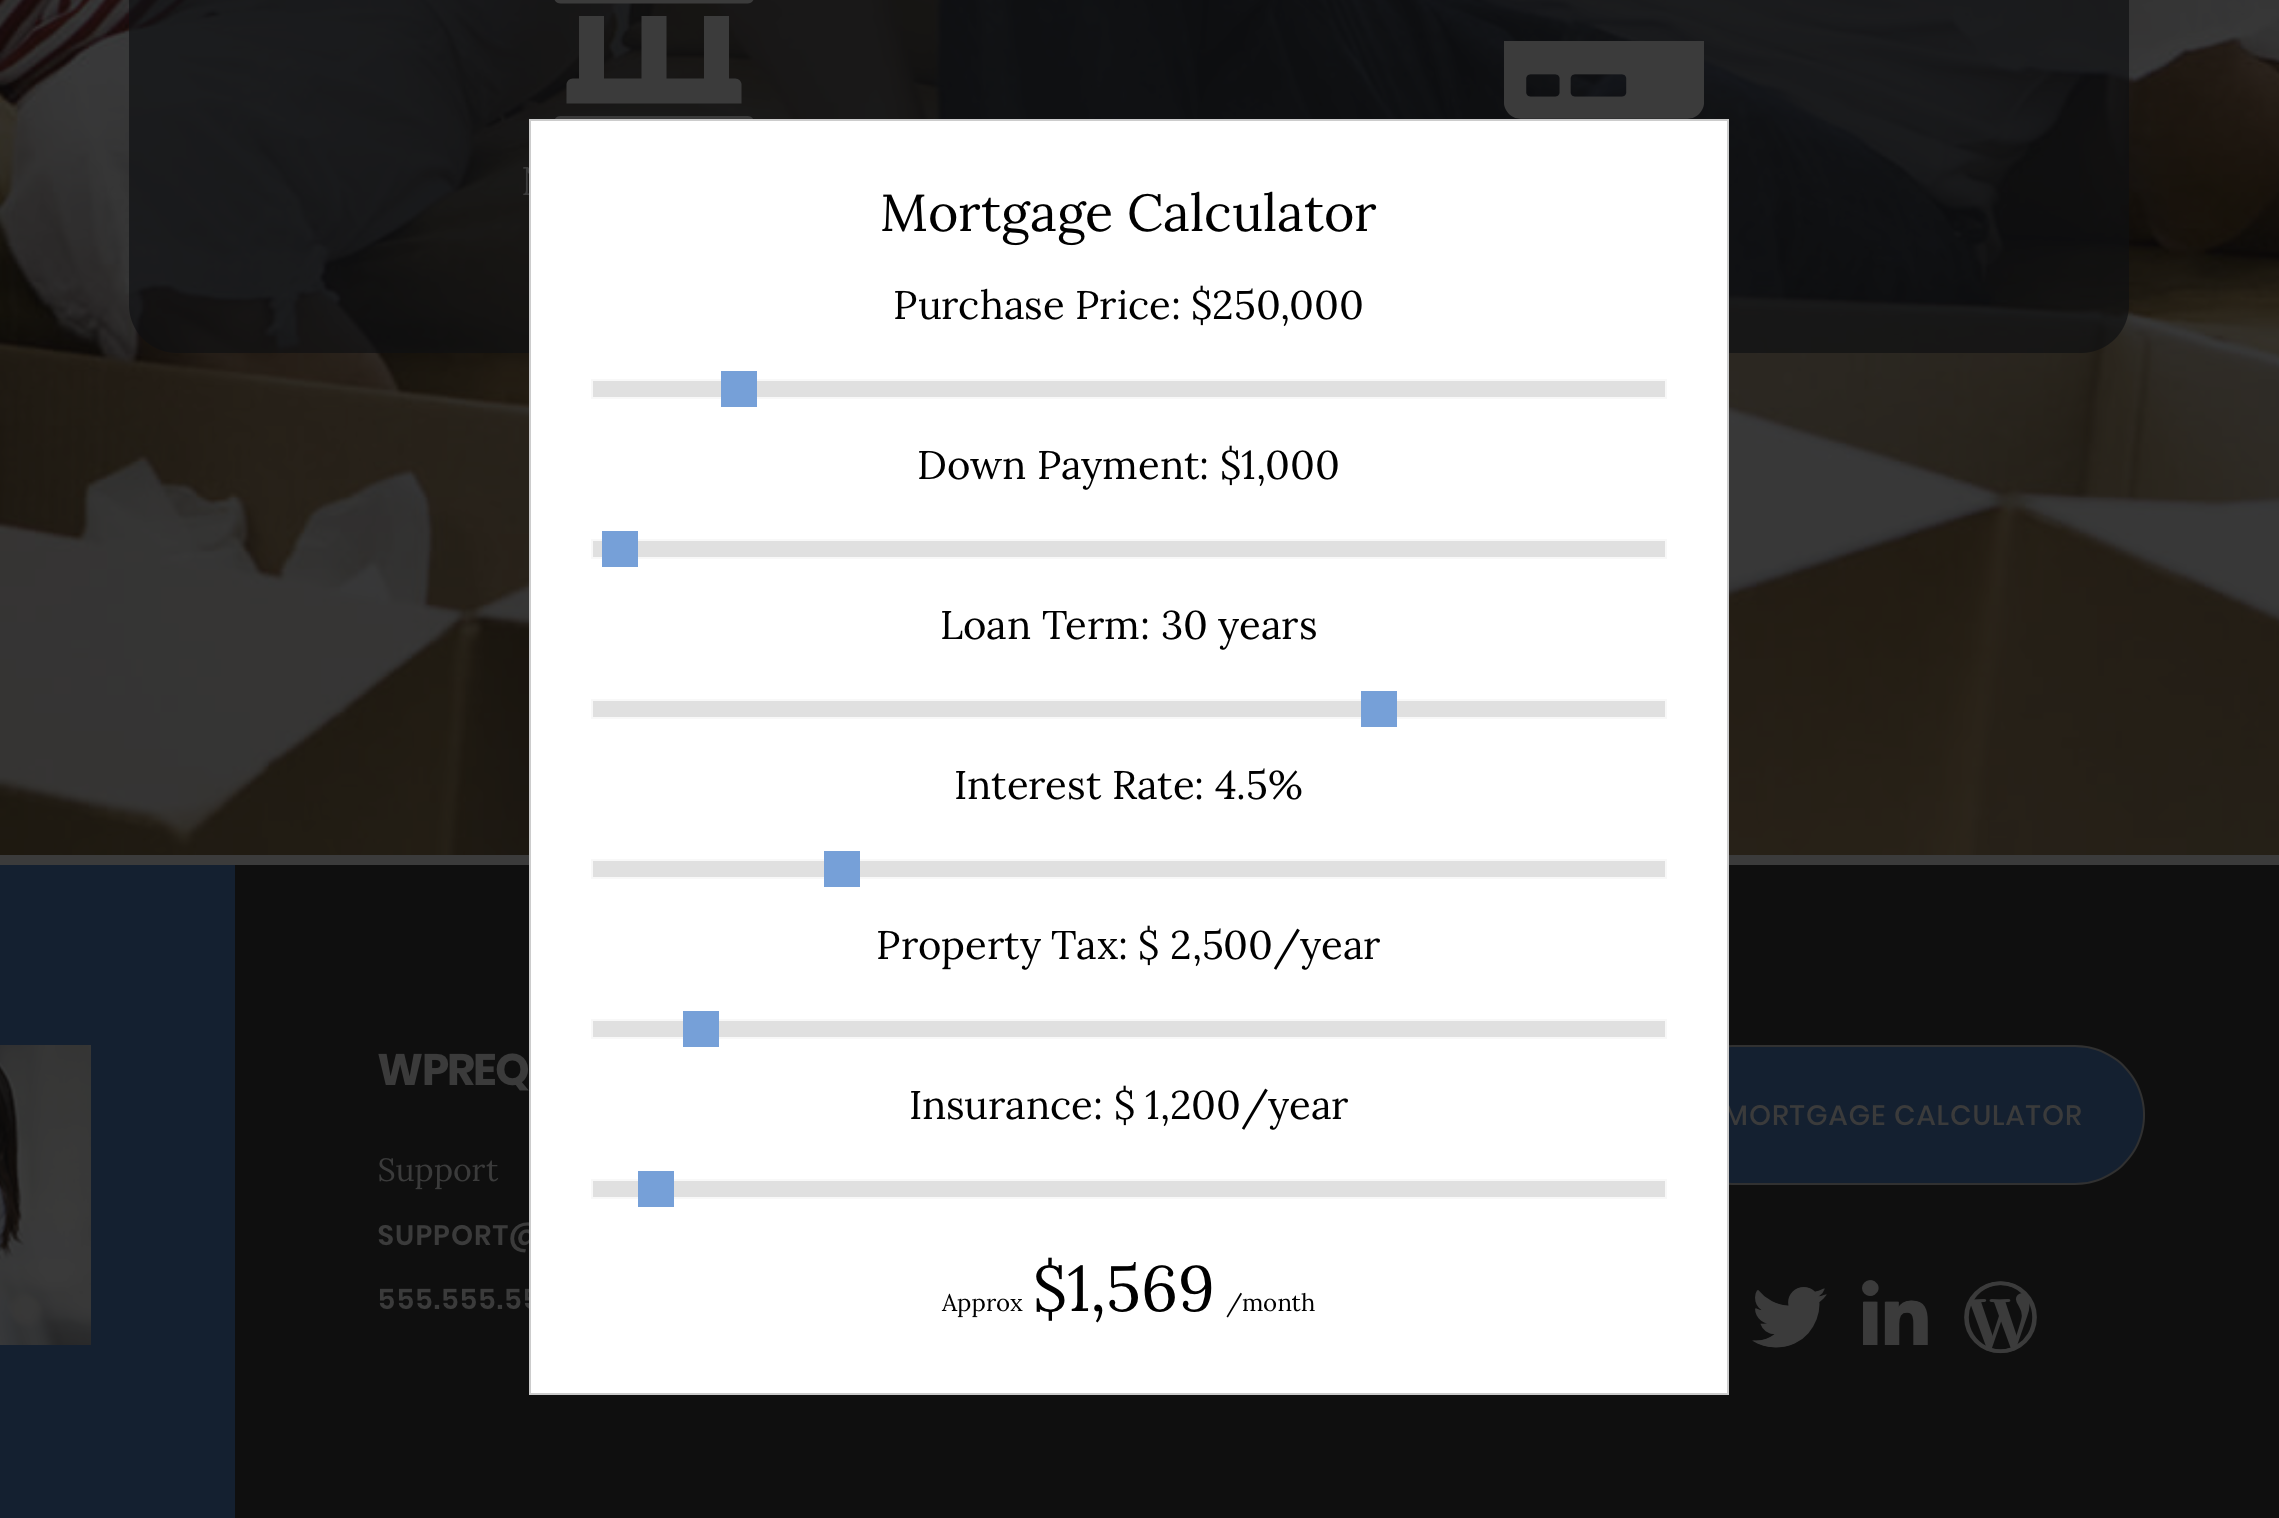 Mortgage Calculator
Purchase Price: $250,000
Down Payment: $1,000
Loan Term: 30 years
Interest Rate: 4.5%
Property Tax: $ 2,500/year
Insurance: $ 1,200/year
Approx $1,569 /month
WPREQ
Support
SUPPORT@
555.555.55
MORTGAGE CALCULATOR